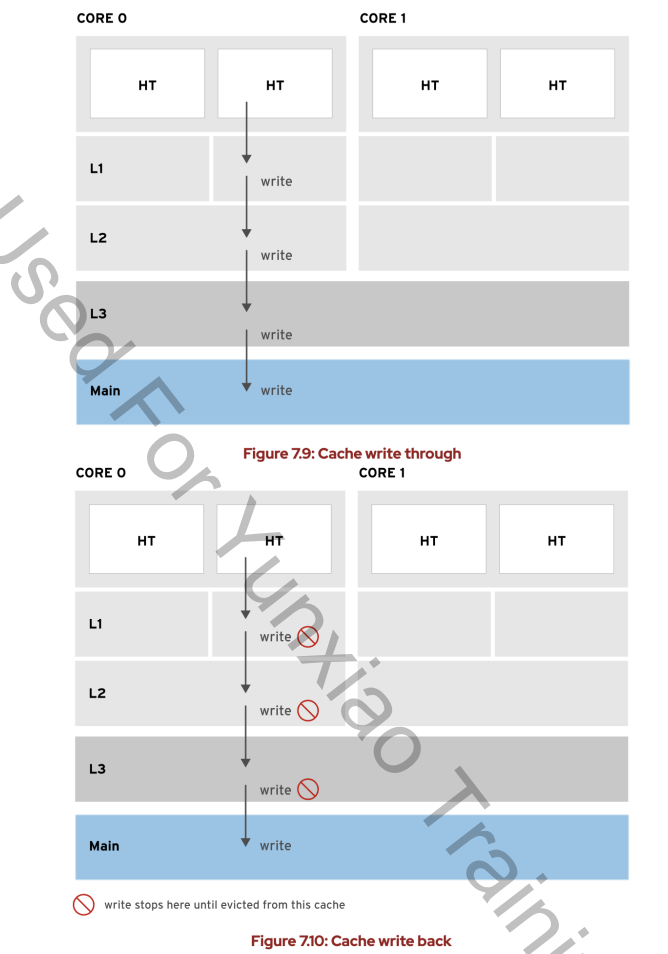 CORE 0 CORE 1
HT HT HT HT
L1
write
L2
write
L3
write
Main write
Figure 7.9: Cache write through
CORE 0 CORE 1
HT HT HT HT
L1
write
L2
write
L3
write
Main write
write stops here until evicted from this cache
Figure 7.10: Cache write back
Used For Yunxiao Traini